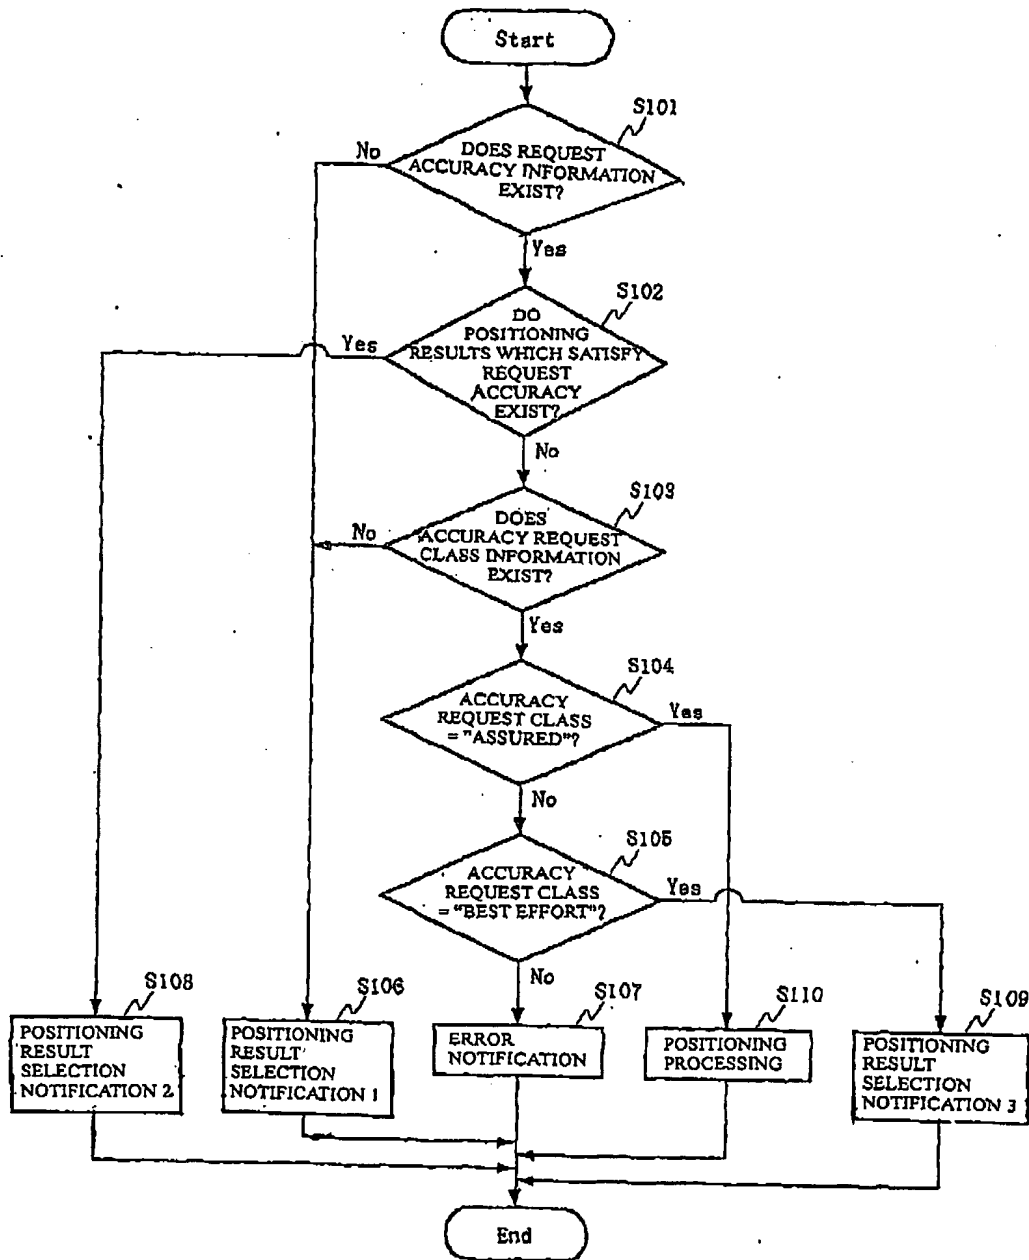 Start
S101
No
DOES REQUEST
ACCURACY INFORMATION
EXIST?
Yes
S102
Yes
DO
POSITIONING
RESULTS WHICH SATISFY
REQUEST
ACCURACY
EXIST?
No
S103
No
DOES
ACCURACY REQUEST
CLASS INFORMATION
EXIST?
Yes
S104
ACCURACY
REQUEST CLASS
= "ASSURED"?
Yes
No
S105
ACCURACY
REQUEST CLASS
= "BEST EFFORT"?
Yes
No
S108
POSITIONING
RESULT
SELECTION
NOTIFICATION 2
S106
POSITIONING
RESULT
SELECTION
NOTIFICATION 1
S107
ERROR
NOTIFICATION
S110
POSITIONING
PROCESSING
S109
POSITIONING
RESULT
SELECTION
NOTIFICATION 3
End